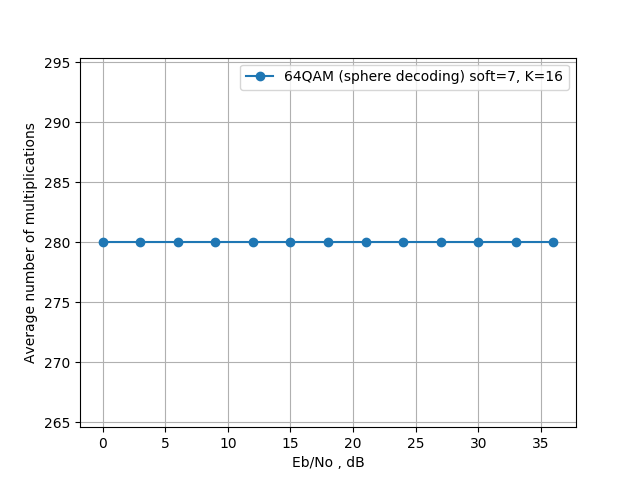 64QAM (sphere decoding) soft=7, K=16
Average number of multiplications
295
290
285
280
275
270
265
0 5 10 15 20 25 30 35
Eb/No , dB